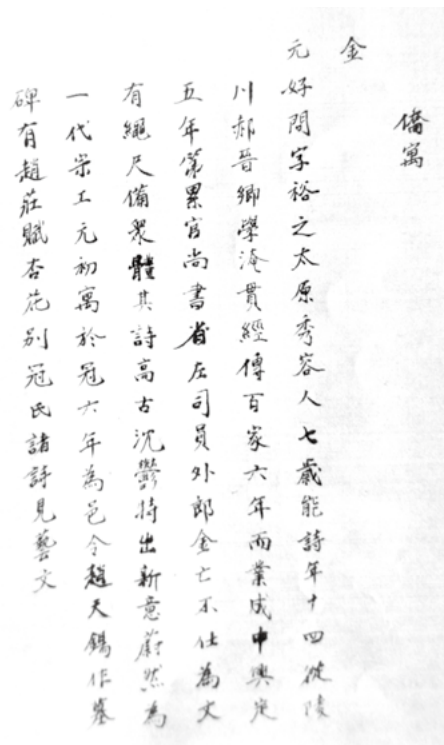 僑寓
金
元好問字裕之太原秀容人七歲能詩年十四從陵
川郝晉卿學淹貫經傳百家六年而業成中興定
五年第累官尚書省左司員外郎金亡不仕為文
有繩尺備衆體其詩高古沈鬱特出新意蔚然為
一代宗工元初寓於冠六年為邑令趙天錫作墓
碑有趙莊賦杏花別冠氏諸詩見藝文